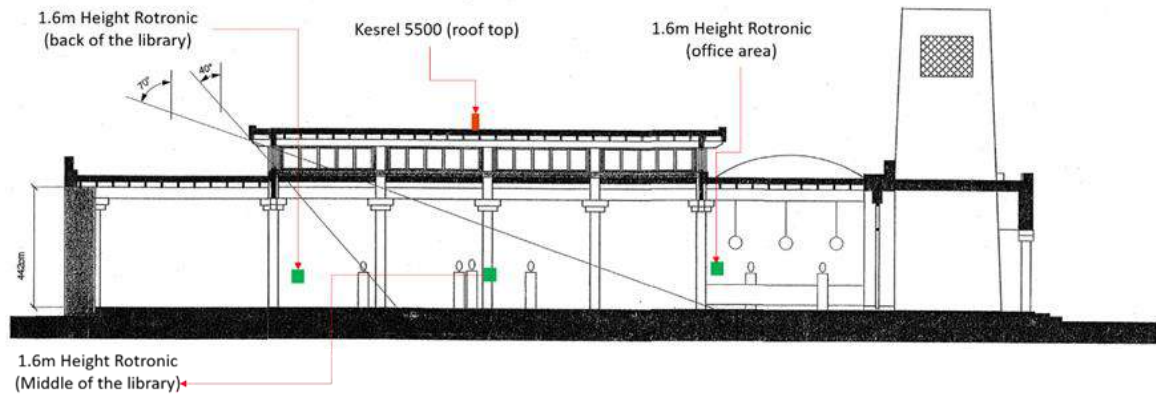 1.6m Height Rotronic
(back of the library)
Kesrel 5500 (roof top)
1.6m Height Rotronic
(office area)
70°
40°
442cm
1.6m Height Rotronic
(Middle of the library)